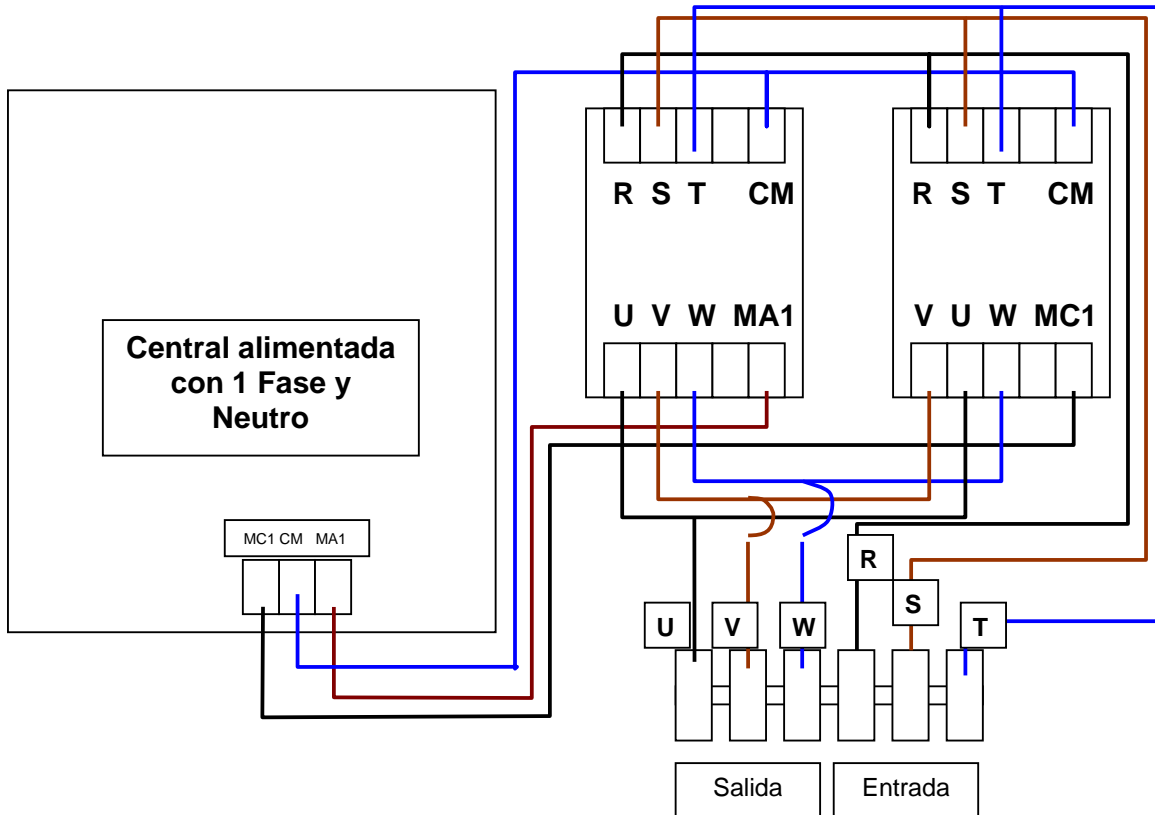 R S T CM
R S T CM
U V W MA1
V U W MC1
Central alimentada
con 1 Fase y
Neutro
MC1 CM MA1
R
S
U
V
W
T
Salida
Entrada